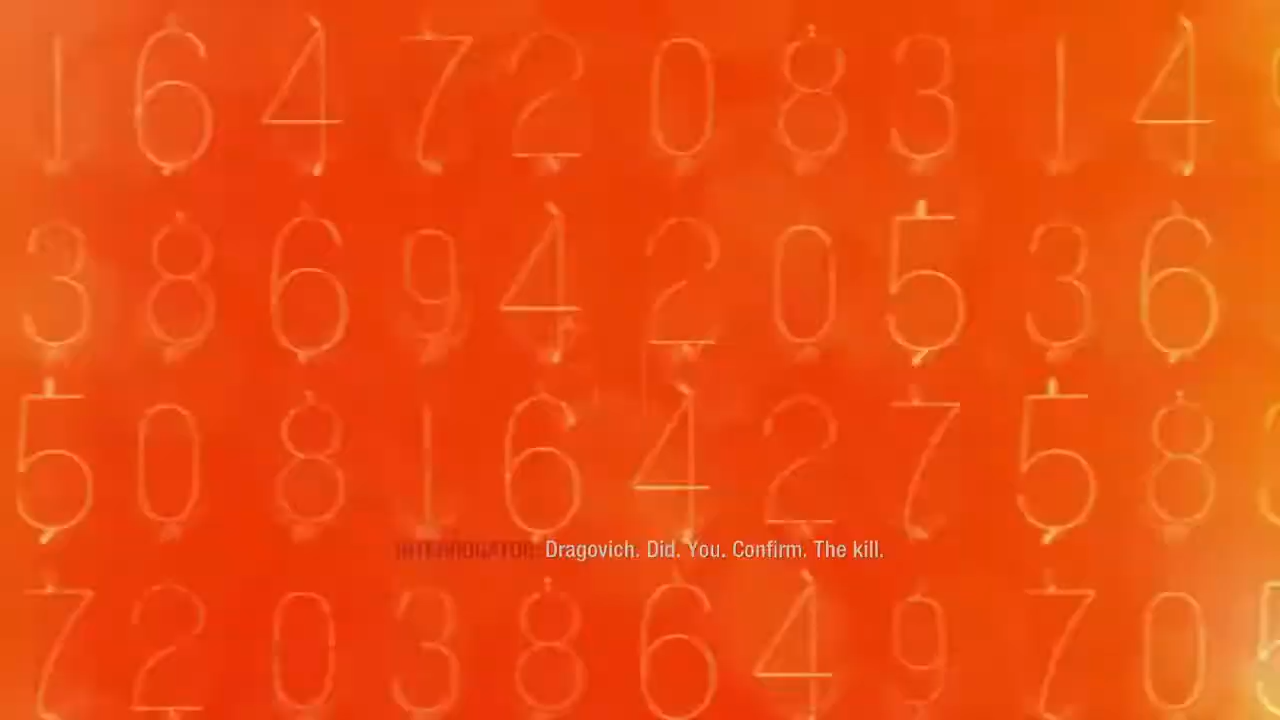 1 6 4 7 2 0 8 3 1 4
3 8 6 9 4 2 0 5 3 6
5 0 8 1 6 4 2 7 5 8
INTERROGATOR: Dragovich. Did. You. Confirm. The kill.
7 2 0 3 8 6 4 9 7 0 5